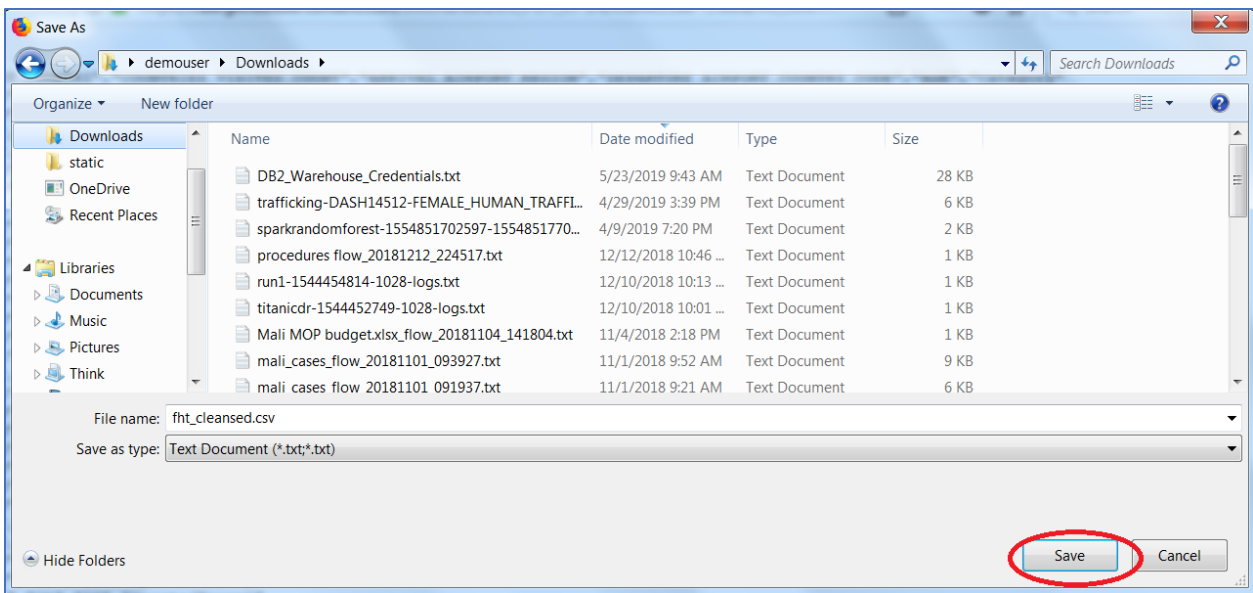 Save As
demouser Downloads
Search Downloads
Organize
New folder
Name
Date modified
Type
Size
Downloads
static
OneDrive
Recent Places
Libraries
Documents
Music
Pictures
Think
DB2_Warehouse_Credentials.txt 5/23/2019 9:43 AM Text Document 28 KB
trafficking-DASH14512-FEMALE_HUMAN_TRAFFI... 4/29/2019 3:39 PM Text Document 6 KB
sparkrandomforest-1554851702597-1554851770... 4/9/2019 7:20 PM Text Document 2 KB
procedures flow_20181212_224517.txt 12/12/2018 10:46 ... Text Document 1 KB
run1-1544454814-1028-logs.txt 12/10/2018 10:13 ... Text Document 1 KB
titanicdr-1544452749-1028-logs.txt 12/10/2018 10:01 ... Text Document 1 KB
Mali MOP budget.xlsx_flow_20181104_141804.txt 11/4/2018 2:18 PM Text Document 1 KB
mali_cases_flow_20181101_093927.txt 11/1/2018 9:52 AM Text Document 9 KB
mali_cases_flow_20181101_091937.txt 11/1/2018 9:21 AM Text Document 6 KB
File name: fht_cleansed.csv
Save as type: Text Document (*.txt;*.txt)
Hide Folders
Save
Cancel